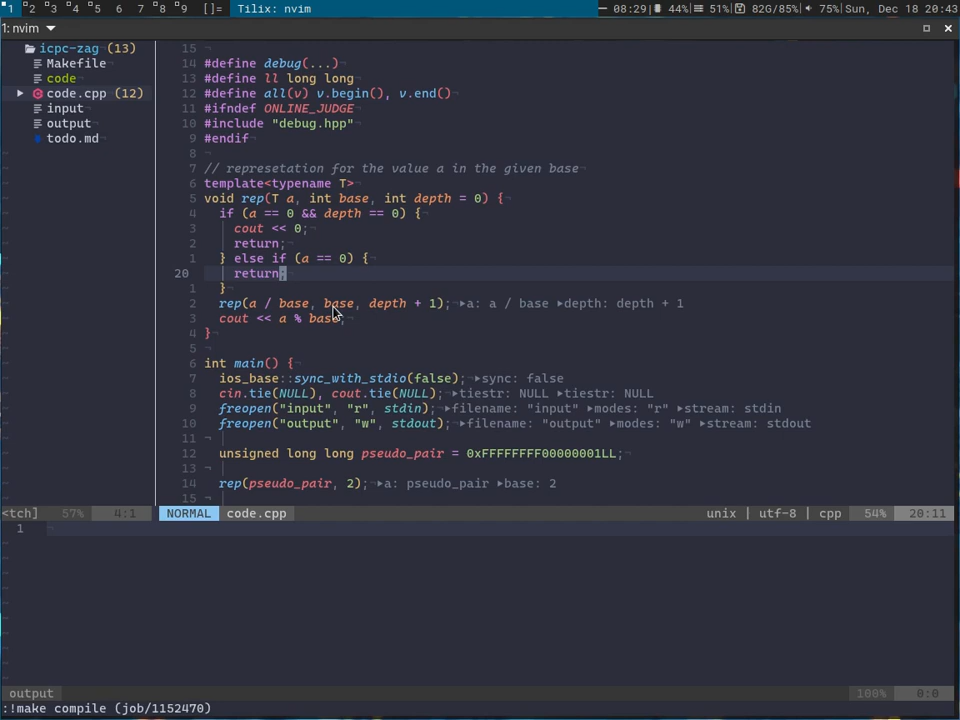 1 2 3 4 5 6 7 8 9 []= Tilix: nvim 08:29 44% 51% 82G/85% 75% Sun, Dec 18 20:43
1: nvim
icpc-zag (13)
Makefile
code
code.cpp (12)
input
output
todo.md
15
14 #define debug(...)
13 #define ll long long
12 #define all(v) v.begin(), v.end()
11 #ifndef ONLINE_JUDGE
10 #include "debug.hpp"
9 #endif
8
7 // represetation for the value a in the given base
6 template<typename T>
5 void rep(T a, int base, int depth = 0) {
4 if (a == 0 && depth == 0) {
3 cout << 0;
2 return;
1 } else if (a == 0) {
20 return;
1 }
2 rep(a / base, base, depth + 1); ▸a: a / base ▸depth: depth + 1
3 cout << a % base;
4 }
5
6 int main() {
7 ios_base::sync_with_stdio(false); ▸sync: false
8 cin.tie(NULL), cout.tie(NULL); ▸tiestr: NULL ▸tiestr: NULL
9 freopen("input", "r", stdin); ▸filename: "input" ▸modes: "r" ▸stream: stdin
10 freopen("output", "w", stdout); ▸filename: "output" ▸modes: "w" ▸stream: stdout
11
12 unsigned long long pseudo_pair = 0xFFFFFFFF00000001LL;
13
14 rep(pseudo_pair, 2); ▸a: pseudo_pair ▸base: 2
15
<tch] 57% 4:1 NORMAL code.cpp unix | utf-8 | cpp 54% 20:11
1
output 100% 0:0
:!make compile (job/1152470)